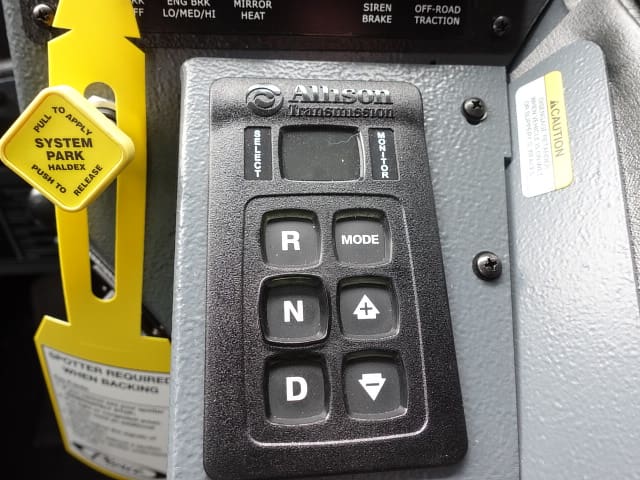 ENG BRK
LO/MED/HI
MIRROR
HEAT
SIREN
BRAKE
OFF-ROAD
TRACTION
PULL TO APPLY
SYSTEM
PARK
HALDEX
PUSH TO
RELEASE
Allison
Transmission
SELECT
MONITOR
R
MODE
N
+
D
−
CAUTION
SPOTTER REQUIRED
WHEN BACKING